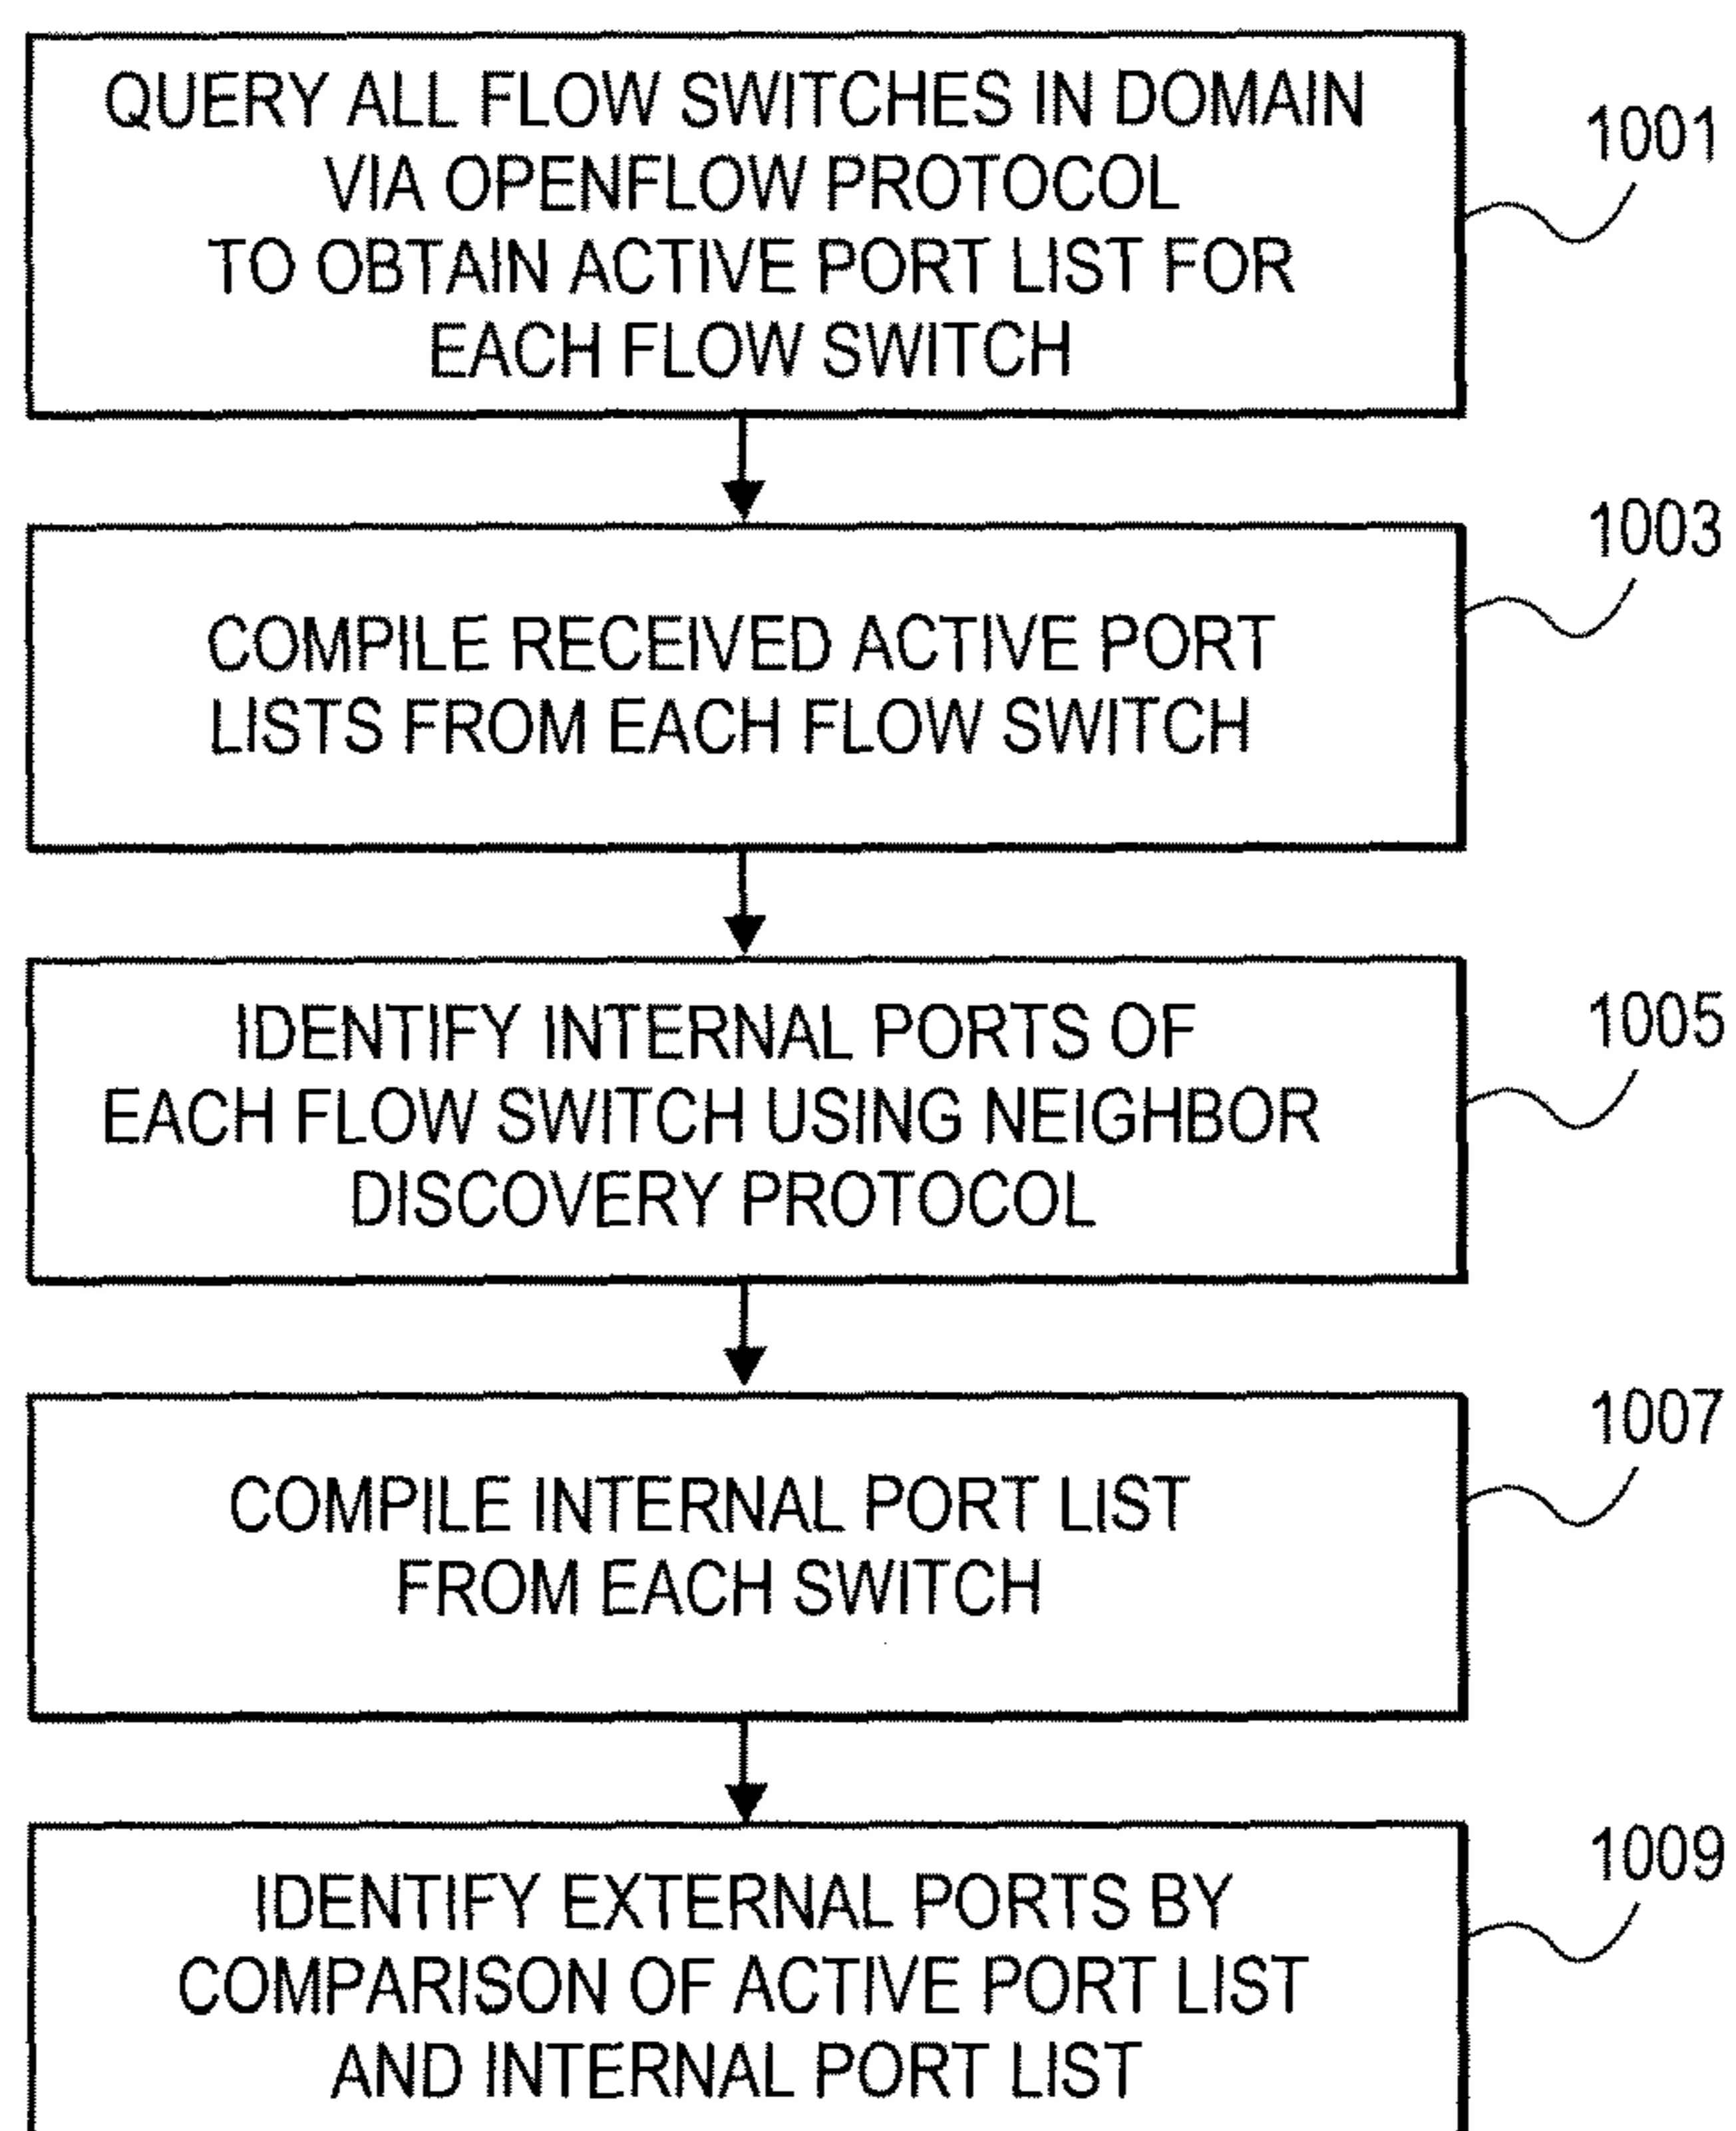 QUERY ALL FLOW SWITCHES IN DOMAIN
VIA OPENFLOW PROTOCOL
TO OBTAIN ACTIVE PORT LIST FOR
EACH FLOW SWITCH
1001
COMPILE RECEIVED ACTIVE PORT
LISTS FROM EACH FLOW SWITCH
1003
IDENTIFY INTERNAL PORTS OF
EACH FLOW SWITCH USING NEIGHBOR
DISCOVERY PROTOCOL
1005
COMPILE INTERNAL PORT LIST
FROM EACH SWITCH
1007
IDENTIFY EXTERNAL PORTS BY
COMPARISON OF ACTIVE PORT LIST
AND INTERNAL PORT LIST
1009